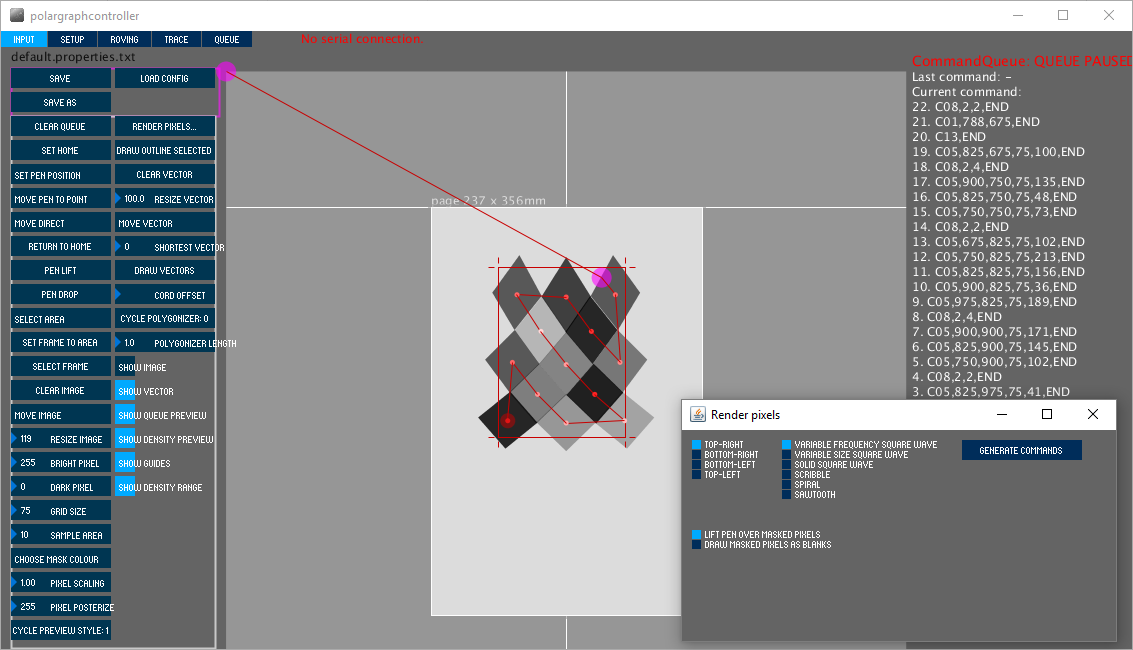 polargraphcontroller
INPUT SETUP ROVING TRACE QUEUE
No serial connection.
default.properties.txt
SAVE LOAD CONFIG
SAVE AS
CLEAR QUEUE RENDER PIXELS...
SET HOME DRAW OUTLINE SELECTED
SET PEN POSITION CLEAR VECTOR
MOVE PEN TO POINT 100.0 RESIZE VECTOR
MOVE DIRECT MOVE VECTOR
RETURN TO HOME 0 SHORTEST VECTOR
PEN LIFT DRAW VECTORS
PEN DROP CORD OFFSET
SELECT AREA CYCLE POLYGONIZER: 0
SET FRAME TO AREA 1.0 POLYGONIZER LENGTH
SELECT FRAME SHOW IMAGE
CLEAR IMAGE SHOW VECTOR
MOVE IMAGE SHOW QUEUE PREVIEW
119 RESIZE IMAGE SHOW DENSITY PREVIEW
255 BRIGHT PIXEL SHOW GUIDES
0 DARK PIXEL SHOW DENSITY RANGE
75 GRID SIZE
10 SAMPLE AREA
CHOOSE MASK COLOUR
1.00 PIXEL SCALING
255 PIXEL POSTERIZE
CYCLE PREVIEW STYLE: 1
page 237 x 356mm
CommandQueue: QUEUE PAUSED
Last command: -
Current command:
22. C08,2,2,END
21. C01,788,675,END
20. C13,END
19. C05,825,675,75,100,END
18. C08,2,4,END
17. C05,900,750,75,135,END
16. C05,825,750,75,48,END
15. C05,750,750,75,73,END
14. C08,2,2,END
13. C05,675,825,75,102,END
12. C05,750,825,75,213,END
11. C05,825,825,75,156,END
10. C05,900,825,75,36,END
9. C05,975,825,75,189,END
8. C08,2,4,END
7. C05,900,900,75,171,END
6. C05,825,900,75,145,END
5. C05,750,900,75,102,END
4. C08,2,2,END
3. C05,825,975,75,41,END
Render pixels
TOP-RIGHT VARIABLE FREQUENCY SQUARE WAVE GENERATE COMMANDS
BOTTOM-RIGHT VARIABLE SIZE SQUARE WAVE
BOTTOM-LEFT SOLID SQUARE WAVE
TOP-LEFT SCRIBBLE
SPIRAL
SAWTOOTH
LIFT PEN OVER MASKED PIXELS
DRAW MASKED PIXELS AS BLANKS